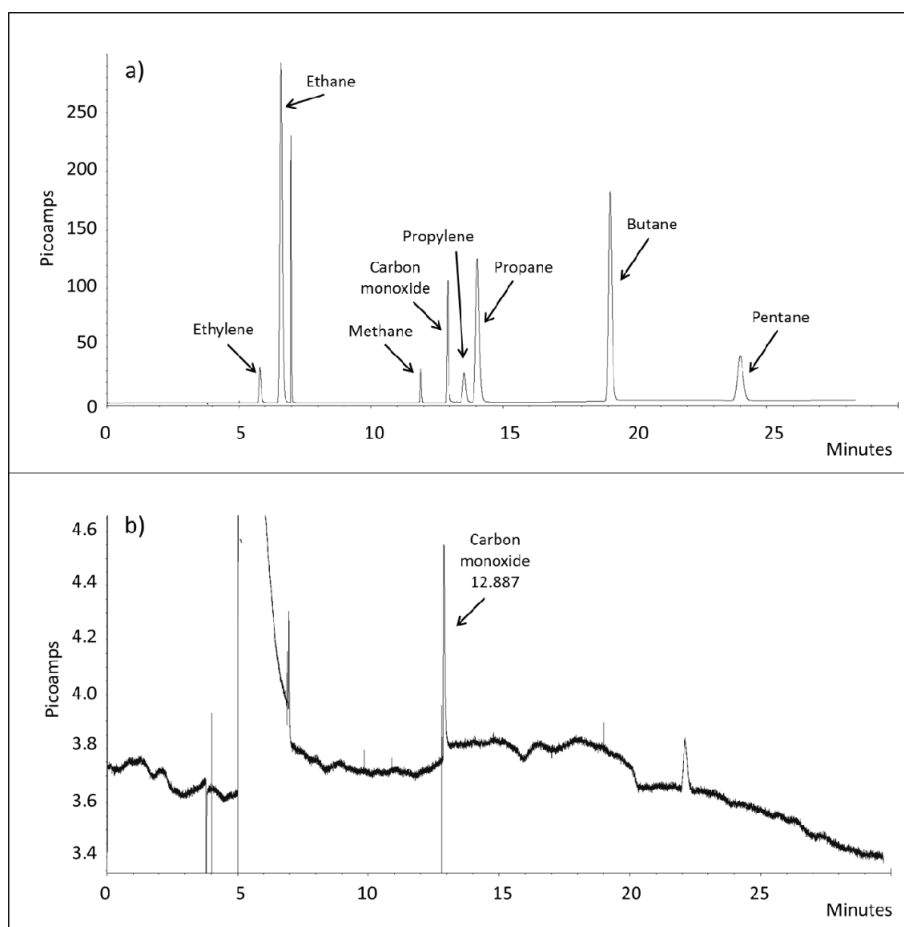 a)
Ethane
250
200
150
100
50
0
Picoamps
Propylene
Butane
Carbon
monoxide
Propane
Ethylene
Methane
Pentane
0 5 10 15 20 25
Minutes
b)
4.6
4.4
4.2
4.0
3.8
3.6
3.4
Picoamps
Carbon
monoxide
12.887
0 5 10 15 20 25
Minutes